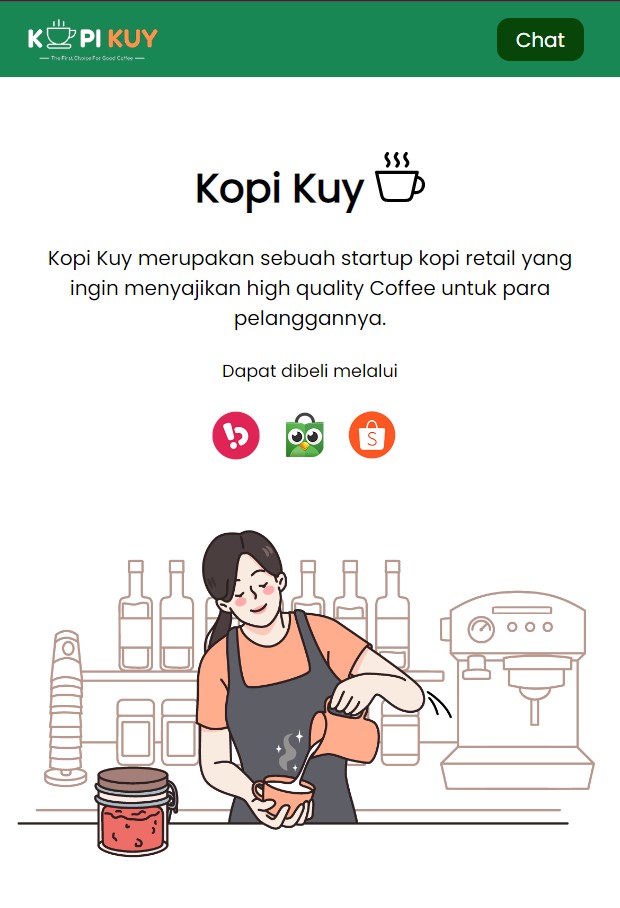 KOPI KUY
The First Choice For Good Coffee
Chat
Kopi Kuy
Kopi Kuy merupakan sebuah startup kopi retail yang
ingin menyajikan high quality Coffee untuk para
pelanggannya.
Dapat dibeli melalui
S